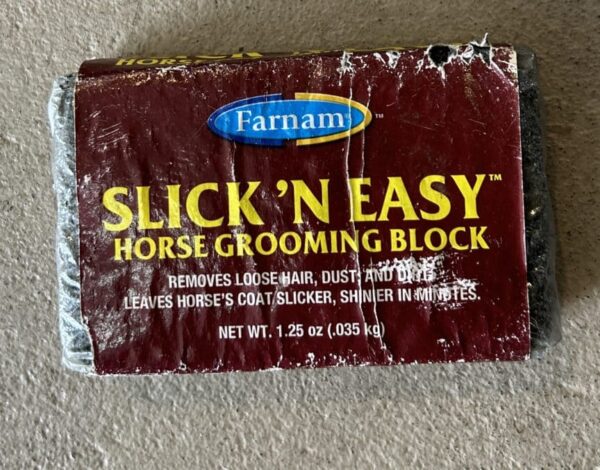 Farnam™
SLICK 'N EASY™
HORSE GROOMING BLOCK
REMOVES LOOSE HAIR, DUST, AND
LEAVES HORSE'S COAT SLICKER, SHINIER IN MINUTES.
NET WT. 1.25 oz (.035 kg)